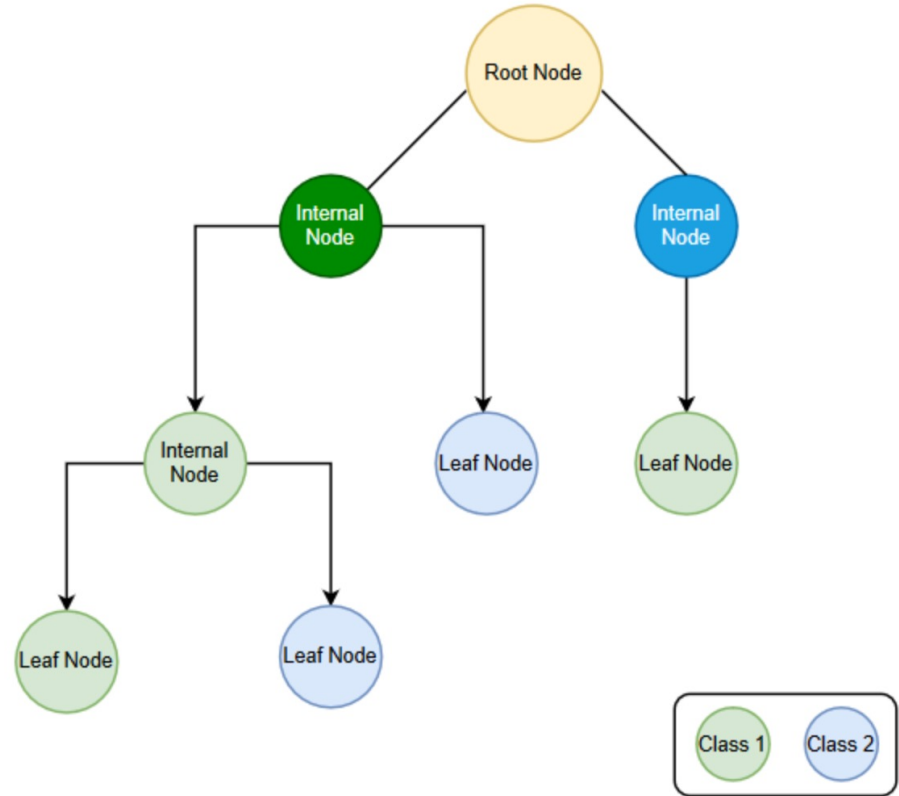 Root Node
Internal
Node
Internal
Node
Internal
Node
Leaf Node
Leaf Node
Leaf Node
Leaf Node
Class 1
Class 2